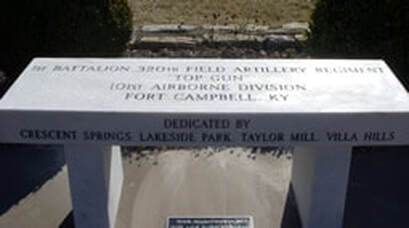 1st BATTALION 320th FIELD ARTILLERY REGIMENT
"TOP GUN"
101st AIRBORNE DIVISION
FORT CAMPBELL KY
DEDICATED BY
CRESCENT SPRINGS, LAKESIDE PARK, TAYLOR MILL, VILLA HILLS